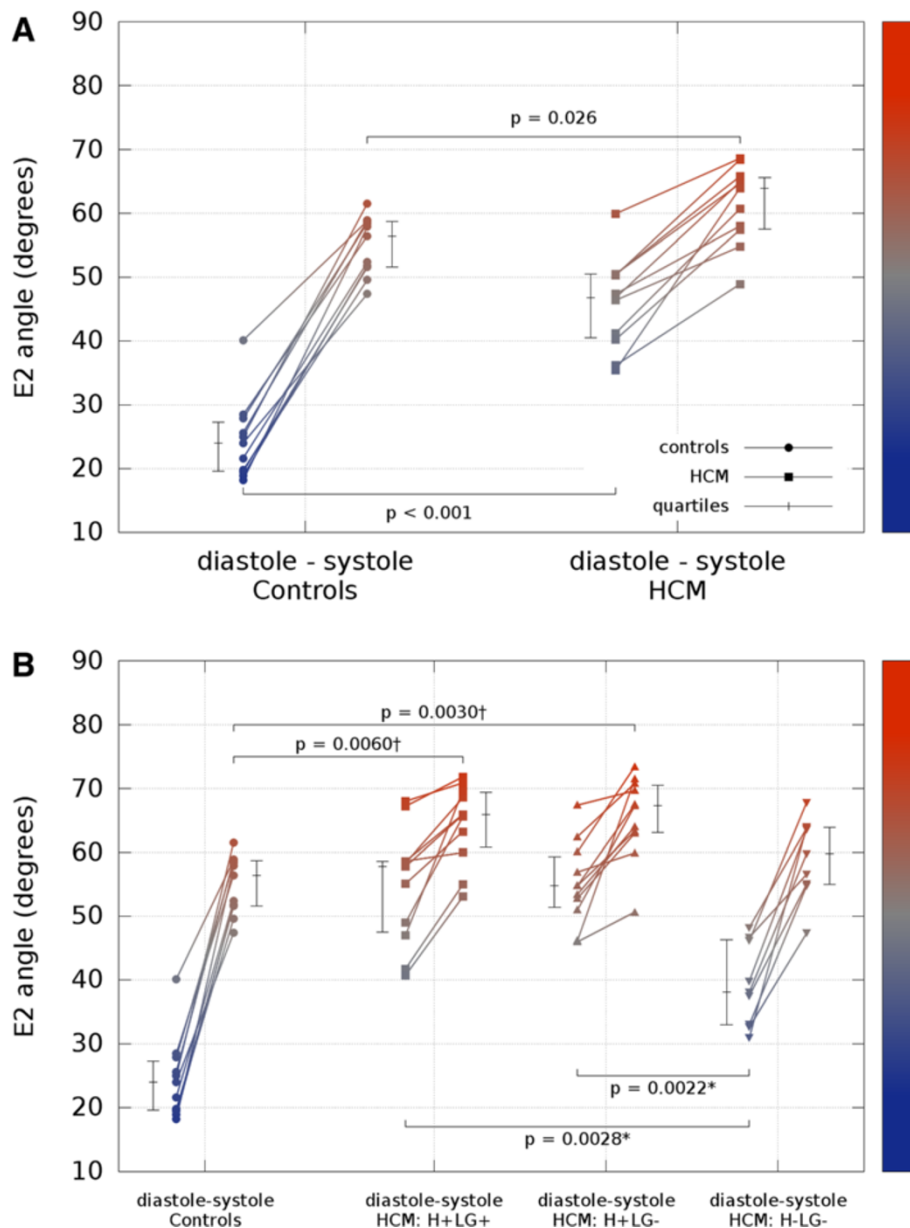 A
90
80
70
60
50
40
30
20
10
E2 angle (degrees)
p = 0.026
p < 0.001
controls
HCM
quartiles
diastole - systole
Controls
diastole - systole
HCM
B
90
80
70
60
50
40
30
20
10
E2 angle (degrees)
p = 0.0030†
p = 0.0060†
p = 0.0022*
p = 0.0028*
diastole-systole
Controls
diastole-systole
HCM: H+LG+
diastole-systole
HCM: H+LG-
diastole-systole
HCM: H-LG-